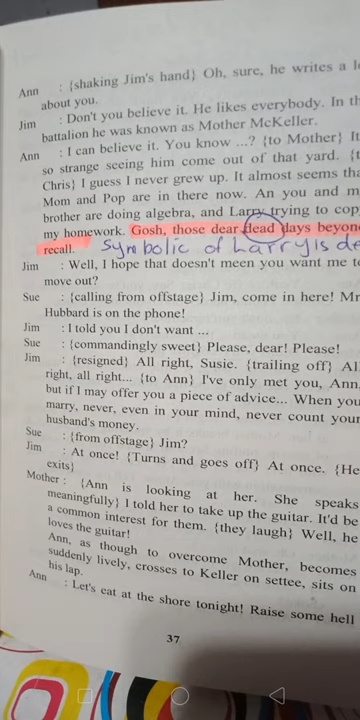 Ann : {shaking Jim's hand} Oh, sure, he writes a
about you.
Jim : Don't you believe it. He likes everybody. In
battalion he was known as Mother McKeller.
Ann : I can believe it. You know ...? {to Mother} It
so strange seeing him come out of that yard.
Chris} I guess I never grew up. It almost seems
Mom and Pop are in there now. An you and
brother are doing algebra, and Larry trying to
my homework. Gosh, those dear dead days
recall. Symbolic of Larry's
Jim : Well, I hope that doesn't meen you want me
move out?
Sue : {calling from offstage} Jim, come in here!
Hubbard is on the phone!
Jim : I told you I don't want ...
Sue : {commandingly sweet} Please, dear! Please!
Jim : {resigned} All right, Susie. {trailing off}
right, all right... {to Ann} I've only met you, Ann.
but if I may offer you a piece of advice... When you
marry, never, even in your mind, never count your
husband's money.
Sue : {from offstage} Jim?
Jim : At once! {Turns and goes off} At once. {He
exits}
Mother : {Ann is looking at her. She speaks
meaningfully} I told her to take up the guitar. It'd be
a common interest for them. {they laugh} Well, he
loves the guitar!
Ann, as though to overcome Mother, becomes
suddenly lively, crosses to Keller on settee, sits on
his lap.
Ann : Let's eat at the shore tonight! Raise some hell
37